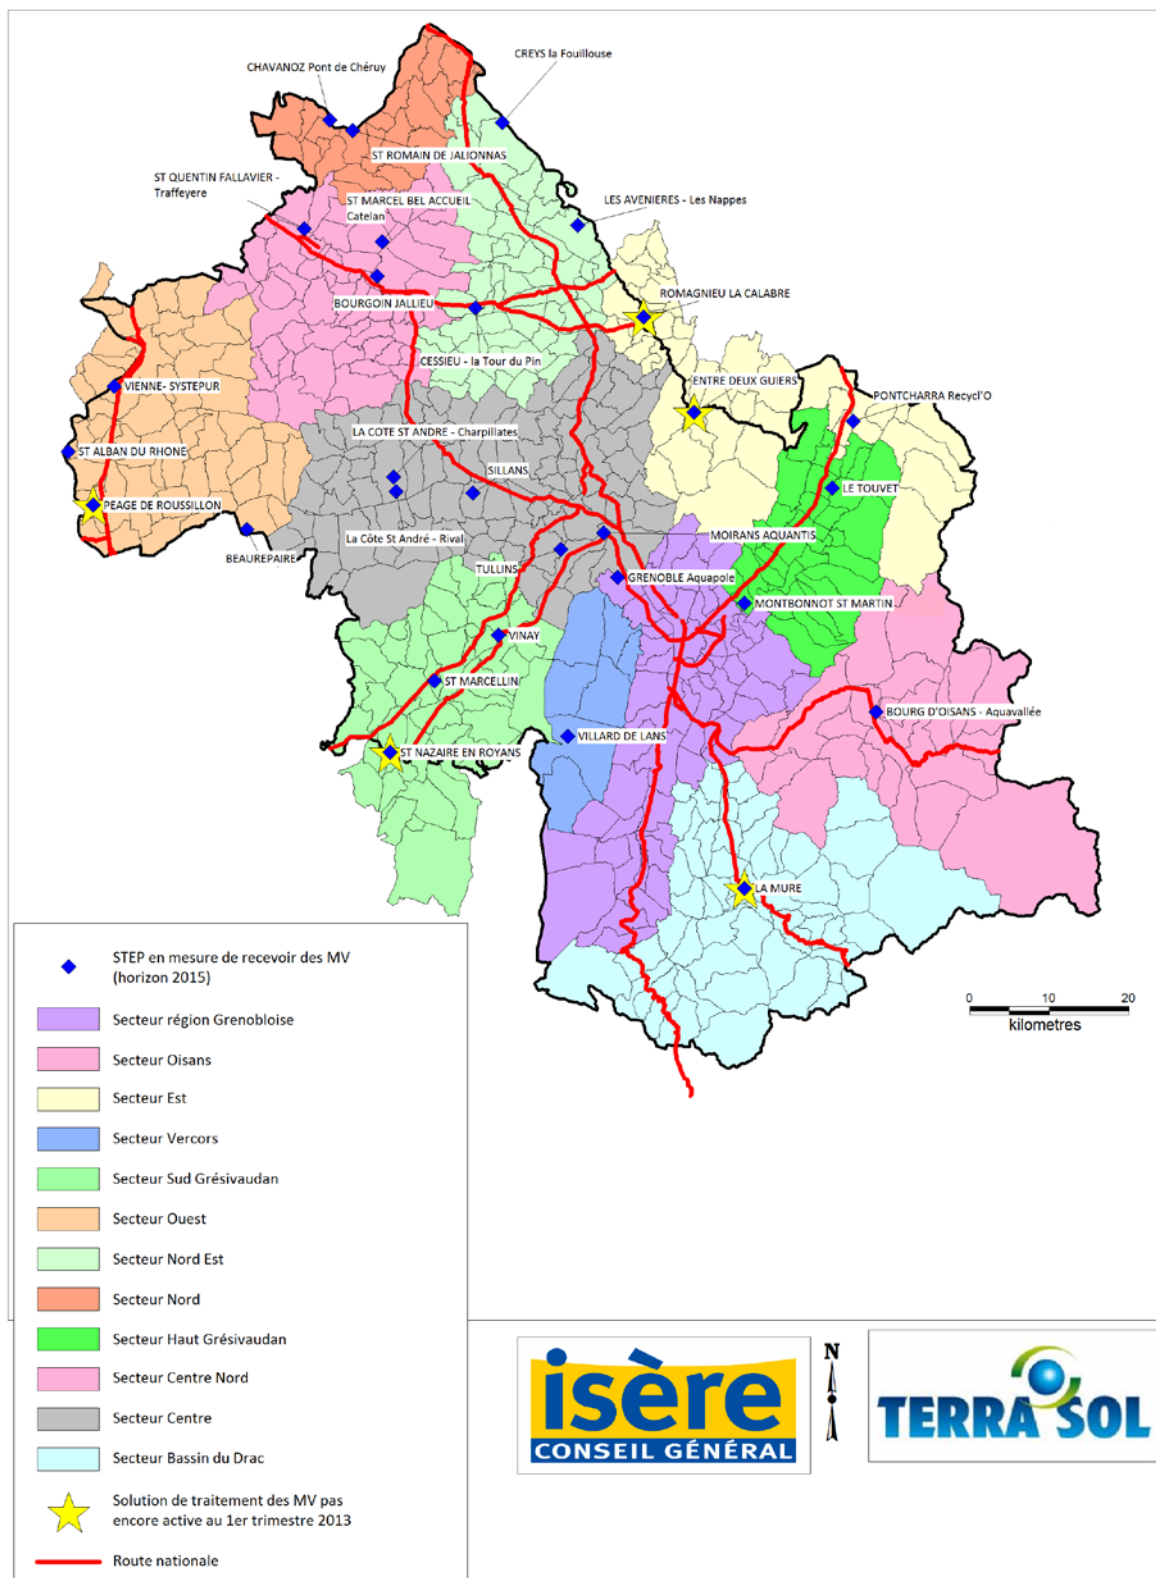 CREYS la Fouillouse
CHAVANOZ Pont de Chéruy
ST ROMAIN DE JALIONNAS
ST QUENTIN FALLAVIER -
Traffeyere
ST MARCEL BEL ACCUEIL
Catelan
LES AVENIERES - Les Nappes
ROMAGNIEU LA CALABRE
BOURGOIN JALLIEU
CESSIEU - la Tour du Pin
ENTRE DEUX GUIERS
VIENNE- SYSTEPUR
PONTCHARRA Recycl'O
LA COTE ST ANDRE - Charpillates
ST ALBAN DU RHONE
SILLANS
LE TOUVET
PEAGE DE ROUSSILLON
MOIRANS AQUANTIS
La Côte St André - Rival
BEAUREPAIRE
TULLINS
GRENOBLE Aquapole
MONTBONNOT ST MARTIN
VINAY
ST MARCELLIN
BOURG D'OISANS - Aquavallée
VILLARD DE LANS
ST NAZAIRE EN ROYANS
LA MURE
STEP en mesure de recevoir des MV
(horizon 2015)
0 10 20
kilometres
Secteur région Grenobloise
Secteur Oisans
Secteur Est
Secteur Vercors
Secteur Sud Grésivaudan
Secteur Ouest
Secteur Nord Est
Secteur Nord
Secteur Haut Grésivaudan
Secteur Centre Nord
Secteur Centre
Secteur Bassin du Drac
Solution de traitement des MV pas
encore active au 1er trimestre 2013
Route nationale
isère
CONSEIL GÉNÉRAL
N
TERRA SOL